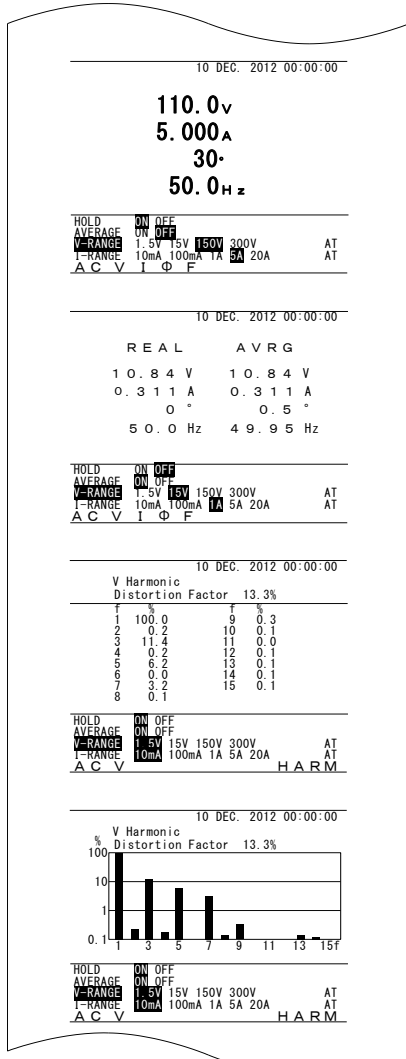 10 DEC. 2012 00:00:00
110.0V
5.000A
30°
50.0Hz
HOLD ON OFF
AVERAGE ON OFF
V-RANGE 1.5V 15V 150V 300V AT
I-RANGE 10mA 100mA 1A 5A 20A AT
AC V I Φ F
10 DEC. 2012 00:00:00
REAL AVRG
10.84 V 10.84 V
0.311 A 0.311 A
0 ° 0.5 °
50.0 Hz 49.95 Hz
HOLD ON OFF
AVERAGE ON OFF
V-RANGE 1.5V 15V 150V 300V AT
I-RANGE 10mA 100mA 1A 5A 20A AT
AC V I Φ F
10 DEC. 2012 00:00:00
V Harmonic
Distortion Factor 13.3%
f % f %
1 100.0 9 0.3
2 0.2 10 0.1
3 11.4 11 0.0
4 0.2 12 0.1
5 6.2 13 0.1
6 0.0 14 0.1
7 3.2 15 0.1
8 0.1
HOLD ON OFF
AVERAGE ON OFF
V-RANGE 1.5V 15V 150V 300V AT
I-RANGE 10mA 100mA 1A 5A 20A AT
AC V HARM
10 DEC. 2012 00:00:00
V Harmonic
% Distortion Factor 13.3%
100
10
1
0.1
1 3 5 7 9 11 13 15f
HOLD ON OFF
AVERAGE ON OFF
V-RANGE 1.5V 15V 150V 300V AT
I-RANGE 10mA 100mA 1A 5A 20A AT
AC V HARM